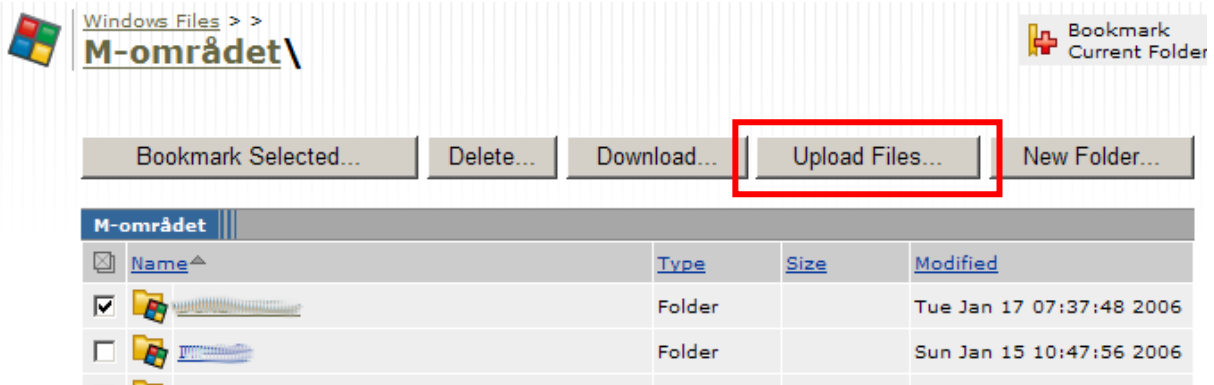 Windows Files > >
M-området\
Bookmark
Current Folder
Bookmark Selected... Delete... Download... Upload Files... New Folder...
M-området
Name Type Size Modified
Folder Tue Jan 17 07:37:48 2006
Folder Sun Jan 15 10:47:56 2006